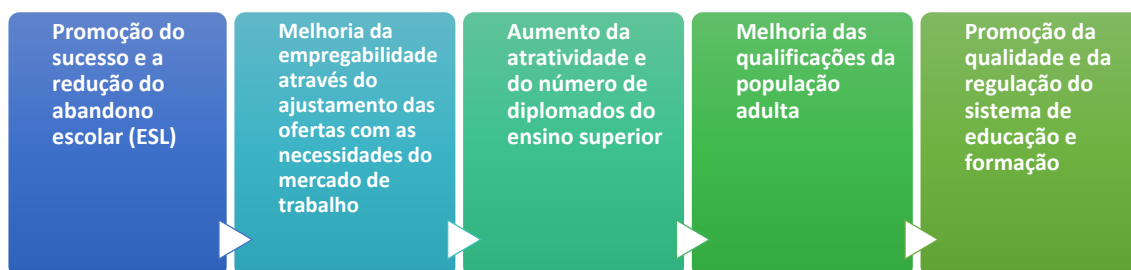 Promoção do
sucesso e a
redução do
abandono
escolar (ESL)
Melhoria da
empregabilidade
através do
ajustamento das
ofertas com as
necessidades do
mercado de
trabalho
Aumento da
atratividade e
do número de
diplomados do
ensino superior
Melhoria das
qualificações da
população
adulta
Promoção da
qualidade e da
regulação do
sistema de
educação e
formação